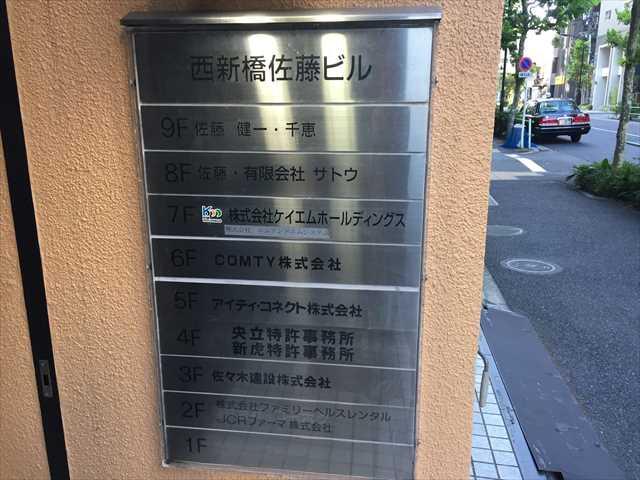 西新橋佐藤ビル
9F 佐藤 健一・千恵
8F 佐藤・有限会社 サトウ
7F 株式会社ケイエムホールディングス
6F COMTY株式会社
5F アイティ・コネクト株式会社
4F 央立特許事務所
新虎特許事務所
3F 佐々木建設株式会社
2F 株式会社ファミリーヘルスレンタル
JCRファーマ株式会社
1F